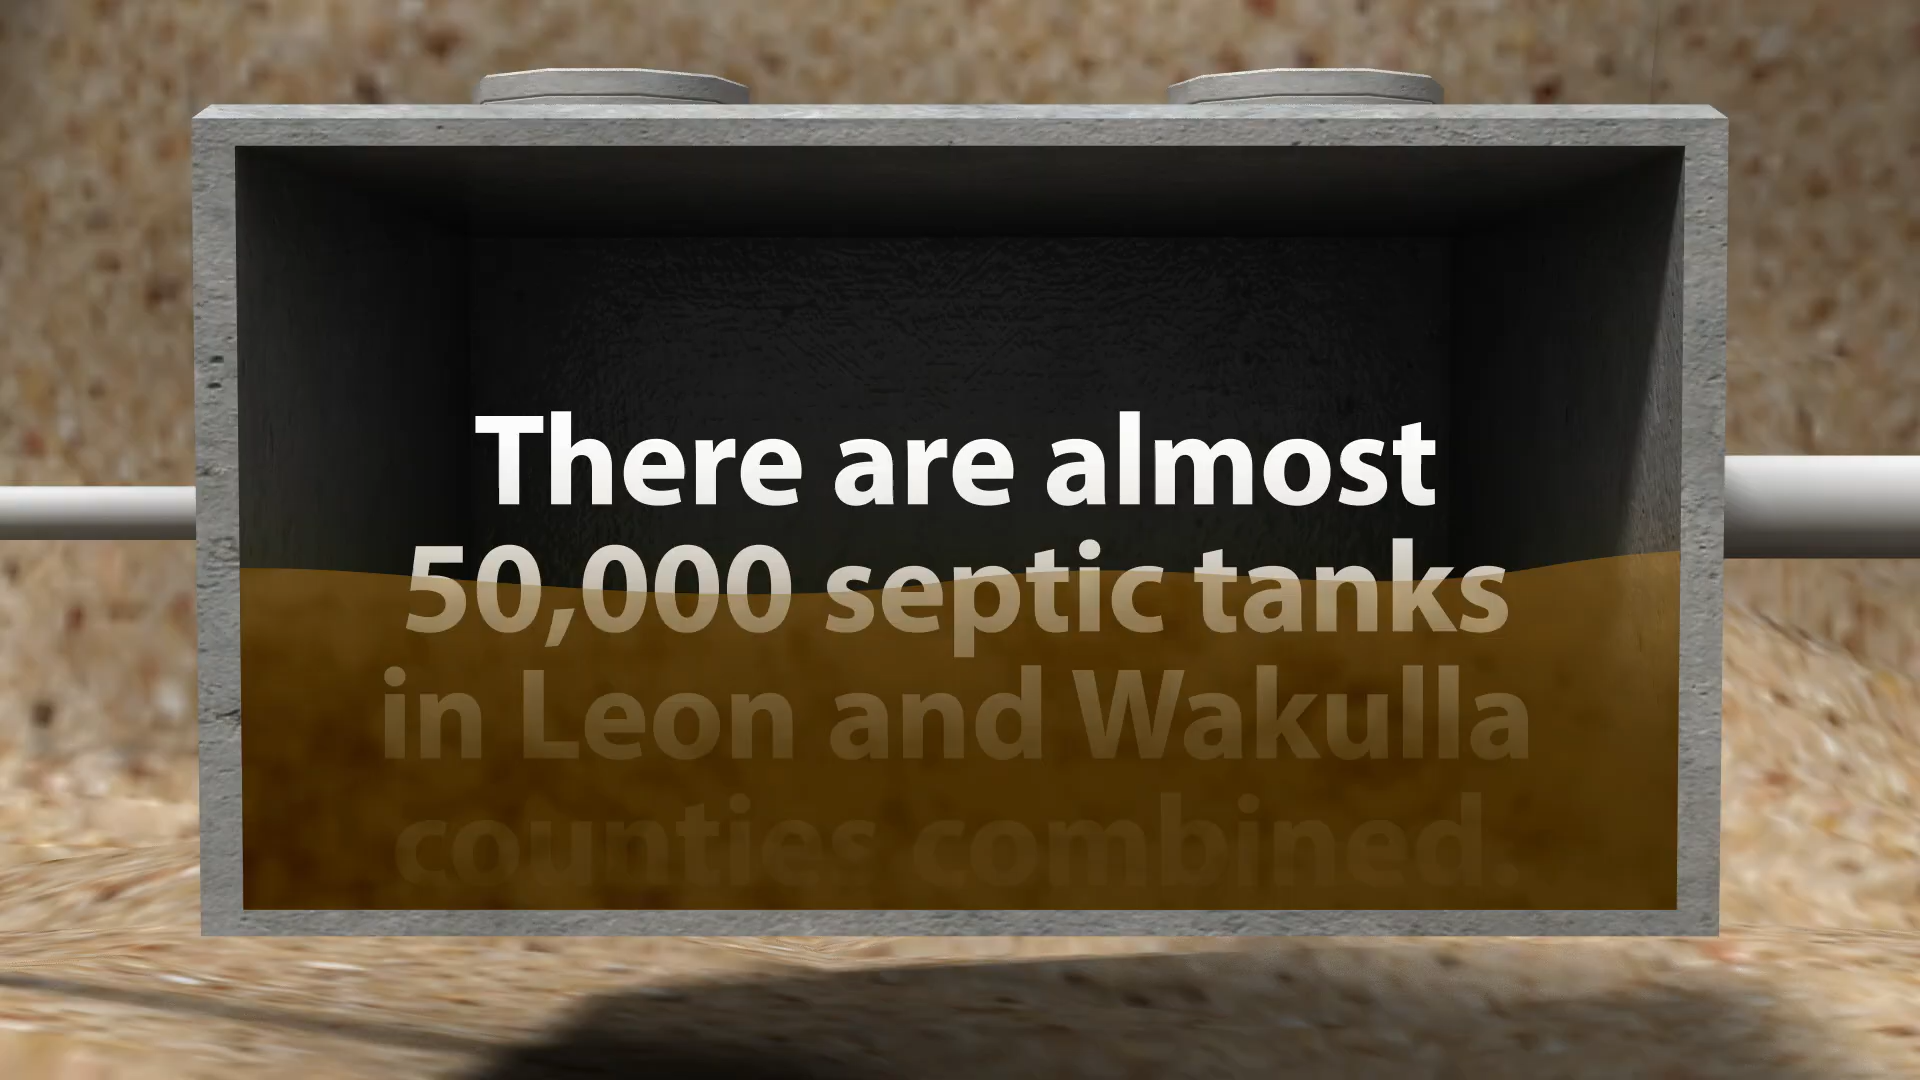 There are almost
50,000 septic tanks
in Leon and Wakulla
counties combined.